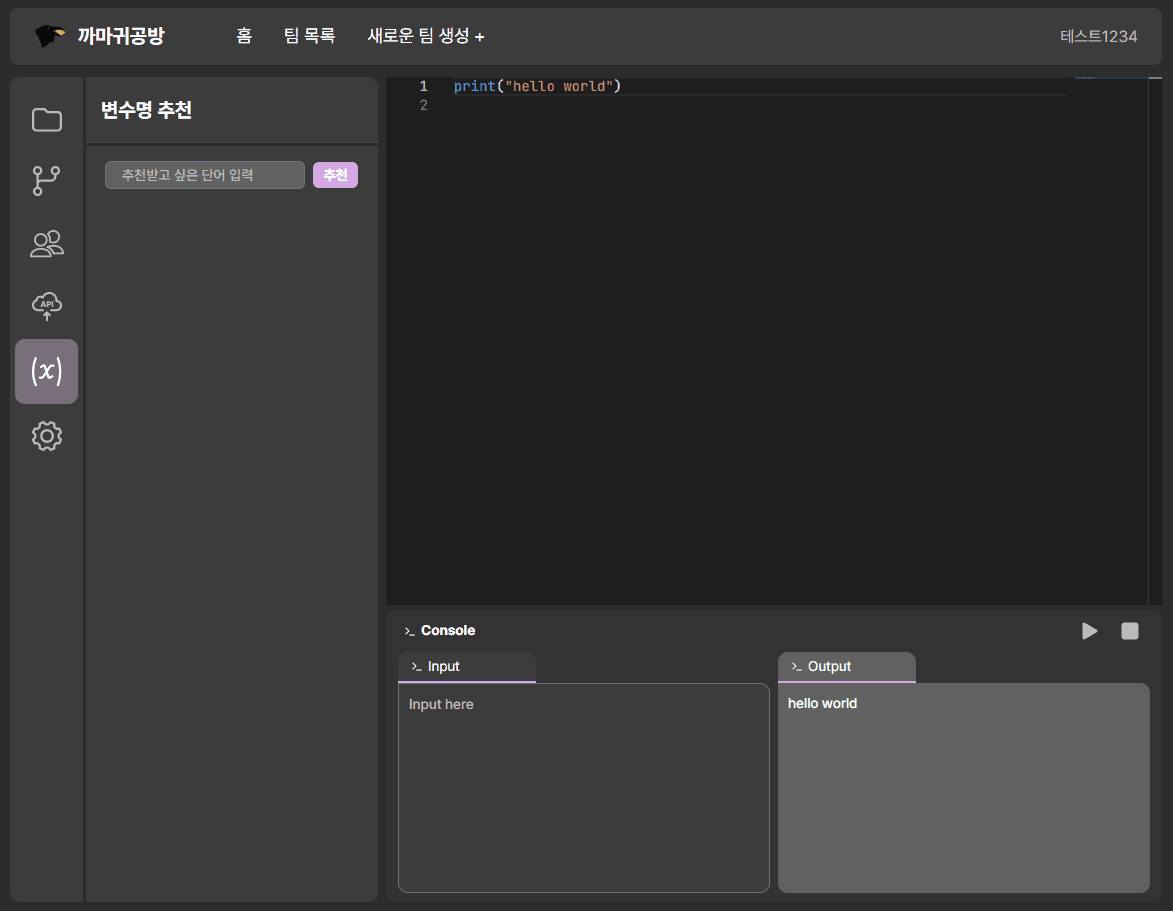 까마귀공방
홈
팀 목록
새로운 팀 생성 +
테스트1234
API
(x)
변수명 추천
추천받고 싶은 단어 입력
추천
1
print("hello world")
2
>_ Console
>_ Input
Input here
>_ Output
hello world